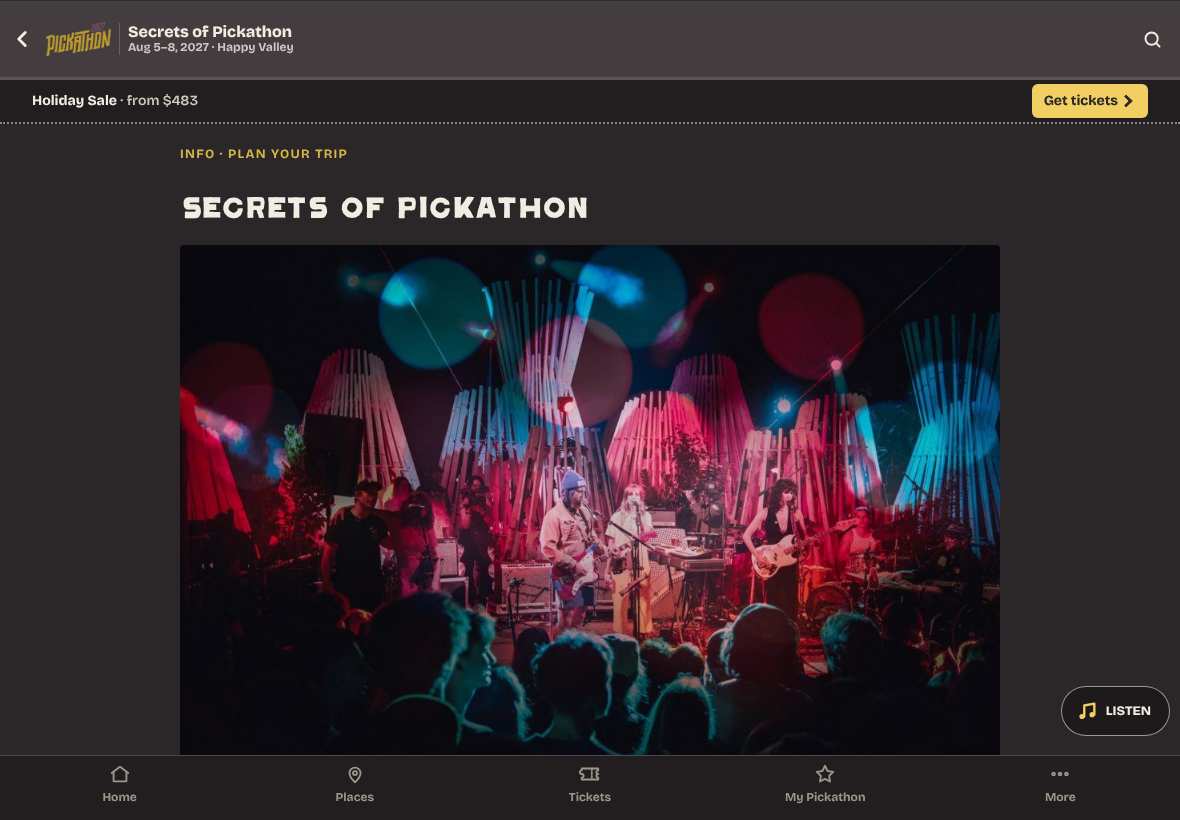 PICKATHON
Secrets of Pickathon
Aug 5–8, 2027 · Happy Valley
Holiday Sale · from $483
Get tickets
INFO · PLAN YOUR TRIP
SECRETS OF PICKATHON
LISTEN
Home
Places
Tickets
My Pickathon
More